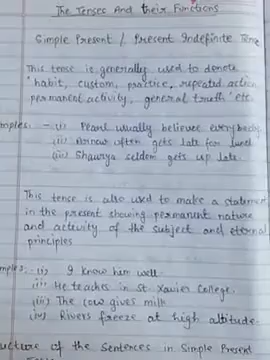 The Tenses And their Functions
Simple Present / Present Indefinite Tense
This tense is generally used to denote
'habit, custom, practice, repeated action
permanent activity, general truth' etc
mples: - (i) Pearl usually believes everybody.
(ii) often gets late for lunch
(iii) Shaurya seldom gets up late.
This tense is also used to make a statement
in the present showing permanent nature
and activity of the subject and eternal
principles
mples:- (i) I know him well.
(ii) He teaches in St. Xavier College.
(iii) The cow gives milk
(iv) Rivers freeze at high altitude.
ucture of the Sentences in Simple Present